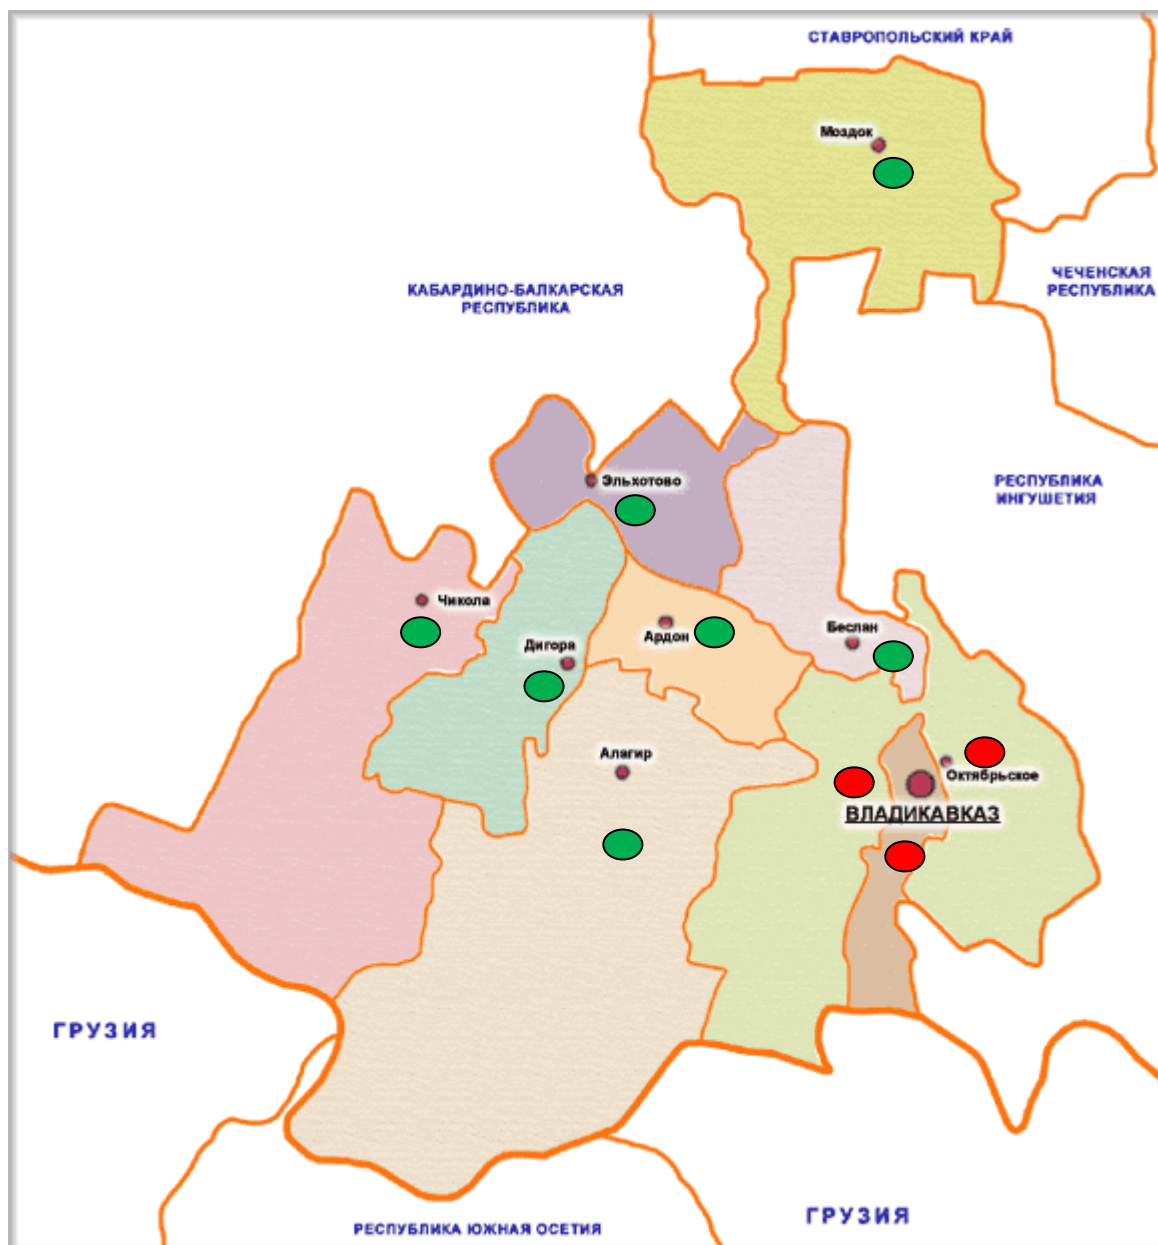 СТАВРОПОЛЬСКИЙ КРАЙ
Моздок
ЧЕЧЕНСКАЯ
РЕСПУБЛИКА
КАБАРДИНО-БАЛКАРСКАЯ
РЕСПУБЛИКА
Эльхотово
РЕСПУБЛИКА
ИНГУШЕТИЯ
Чикола
Беслан
Ардон
Дигора
Алагир
Октябрьское
ВЛАДИКАВКАЗ
ГРУЗИЯ
ГРУЗИЯ
РЕСПУБЛИКА ЮЖНАЯ ОСЕТИЯ